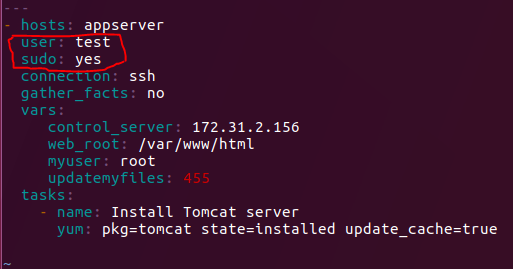 ---
- hosts: appserver
  user: test
  sudo: yes
  connection: ssh
  gather_facts: no
  vars:
     control_server: 172.31.2.156
     web_root: /var/www/html
     myuser: root
     updatemyfiles: 455
  tasks:
    - name: Install Tomcat server
      yum: pkg=tomcat state=installed update_cache=true
~